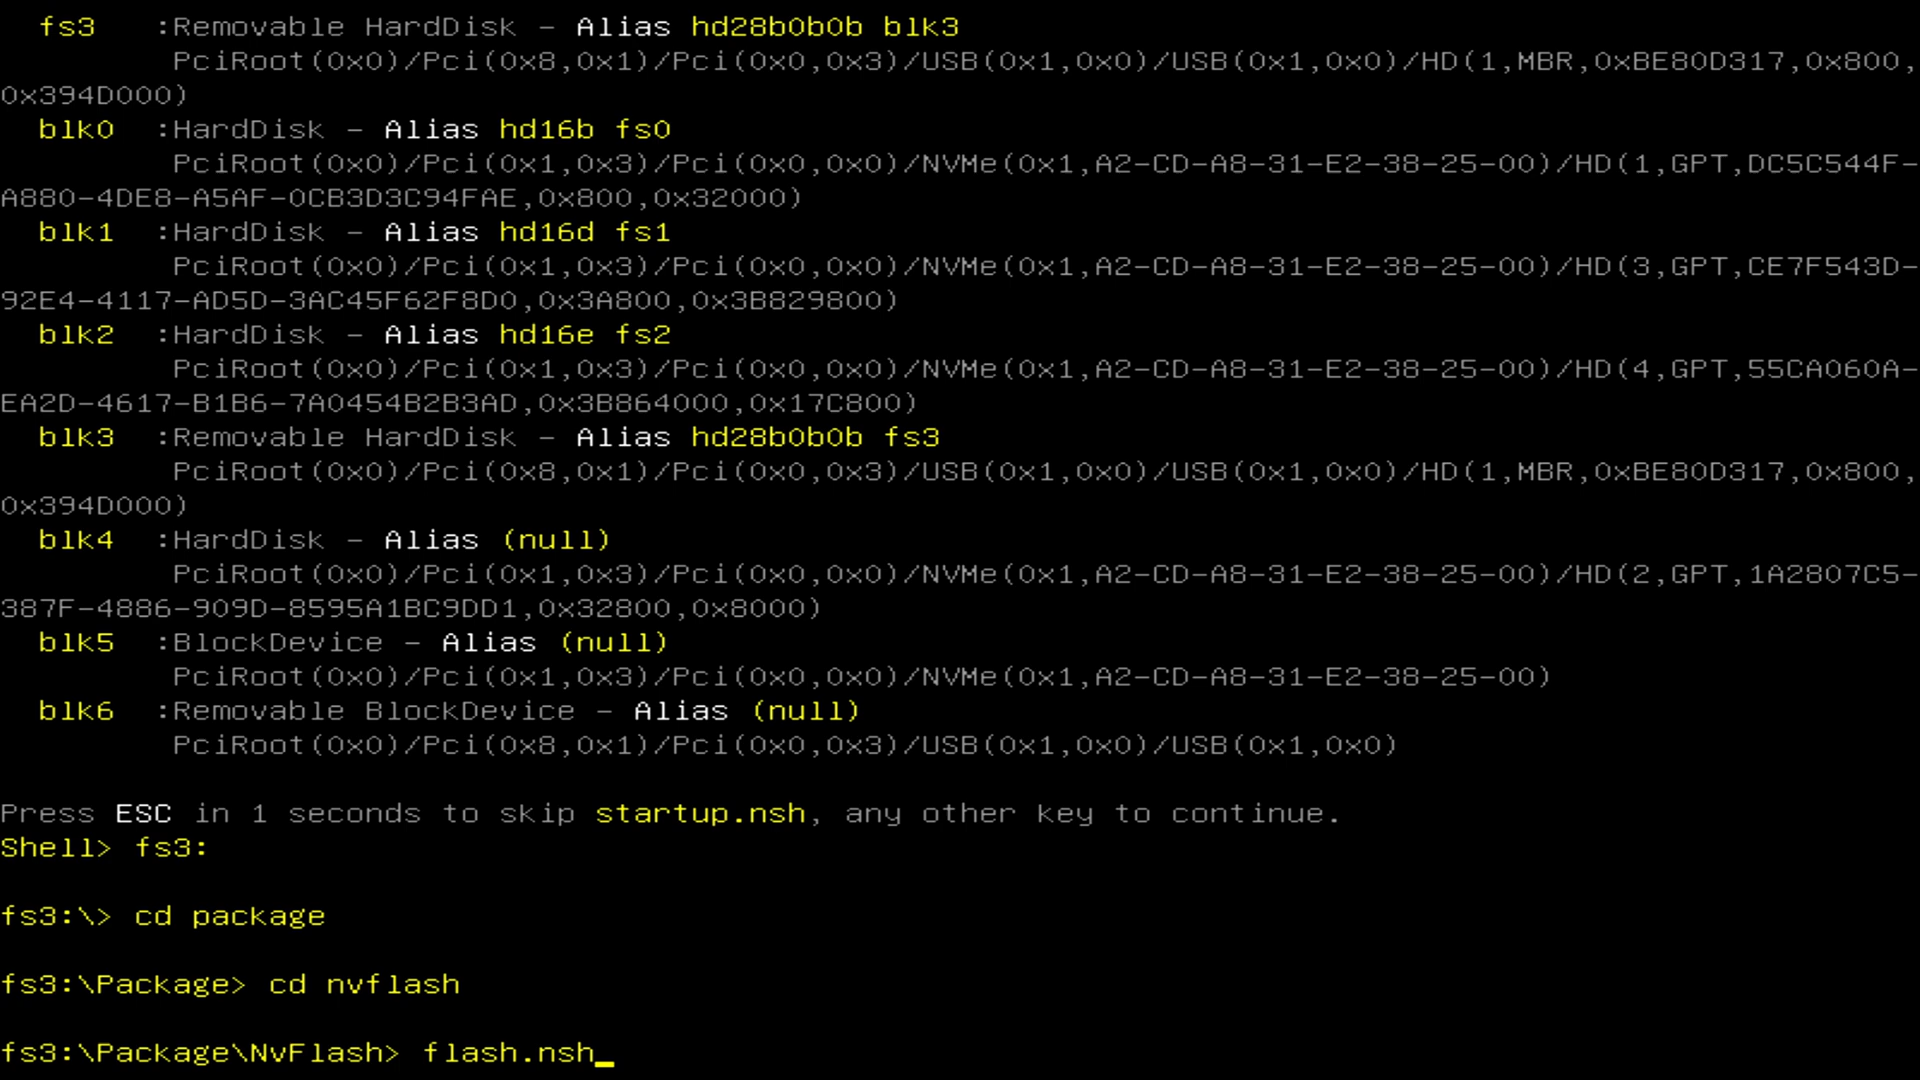 fs3 :Removable HardDisk - Alias hd28b0b0b blk3
PciRoot(0x0)/Pci(0x8,0x1)/Pci(0x0,0x3)/USB(0x1,0x0)/USB(0x1,0x0)/HD(1,MBR,0xBE80D317,0x800,
0x394D000)
blk0 :HardDisk - Alias hd16b fs0
PciRoot(0x0)/Pci(0x1,0x3)/Pci(0x0,0x0)/NVMe(0x1,A2-CD-A8-31-E2-38-25-00)/HD(1,GPT,DC5C544F-
A880-4DE8-A5AF-0CB3D3C94FAE,0x800,0x32000)
blk1 :HardDisk - Alias hd16d fs1
PciRoot(0x0)/Pci(0x1,0x3)/Pci(0x0,0x0)/NVMe(0x1,A2-CD-A8-31-E2-38-25-00)/HD(3,GPT,CE7F543D-
92E4-4117-AD5D-3AC45F62F8D0,0x3A800,0x3B829800)
blk2 :HardDisk - Alias hd16e fs2
PciRoot(0x0)/Pci(0x1,0x3)/Pci(0x0,0x0)/NVMe(0x1,A2-CD-A8-31-E2-38-25-00)/HD(4,GPT,55CA060A-
EA2D-4617-B1B6-7A0454B2B3AD,0x3B864000,0x17C800)
blk3 :Removable HardDisk - Alias hd28b0b0b fs3
PciRoot(0x0)/Pci(0x8,0x1)/Pci(0x0,0x3)/USB(0x1,0x0)/USB(0x1,0x0)/HD(1,MBR,0xBE80D317,0x800,
0x394D000)
blk4 :HardDisk - Alias (null)
PciRoot(0x0)/Pci(0x1,0x3)/Pci(0x0,0x0)/NVMe(0x1,A2-CD-A8-31-E2-38-25-00)/HD(2,GPT,1A2807C5-
387F-4886-909D-8595A1BC9DD1,0x32800,0x8000)
blk5 :BlockDevice - Alias (null)
PciRoot(0x0)/Pci(0x1,0x3)/Pci(0x0,0x0)/NVMe(0x1,A2-CD-A8-31-E2-38-25-00)
blk6 :Removable BlockDevice - Alias (null)
PciRoot(0x0)/Pci(0x8,0x1)/Pci(0x0,0x3)/USB(0x1,0x0)/USB(0x1,0x0)
Press ESC in 1 seconds to skip startup.nsh, any other key to continue.
Shell> fs3:
fs3:\> cd package
fs3:\Package> cd nvflash
fs3:\Package\NvFlash> flash.nsh_